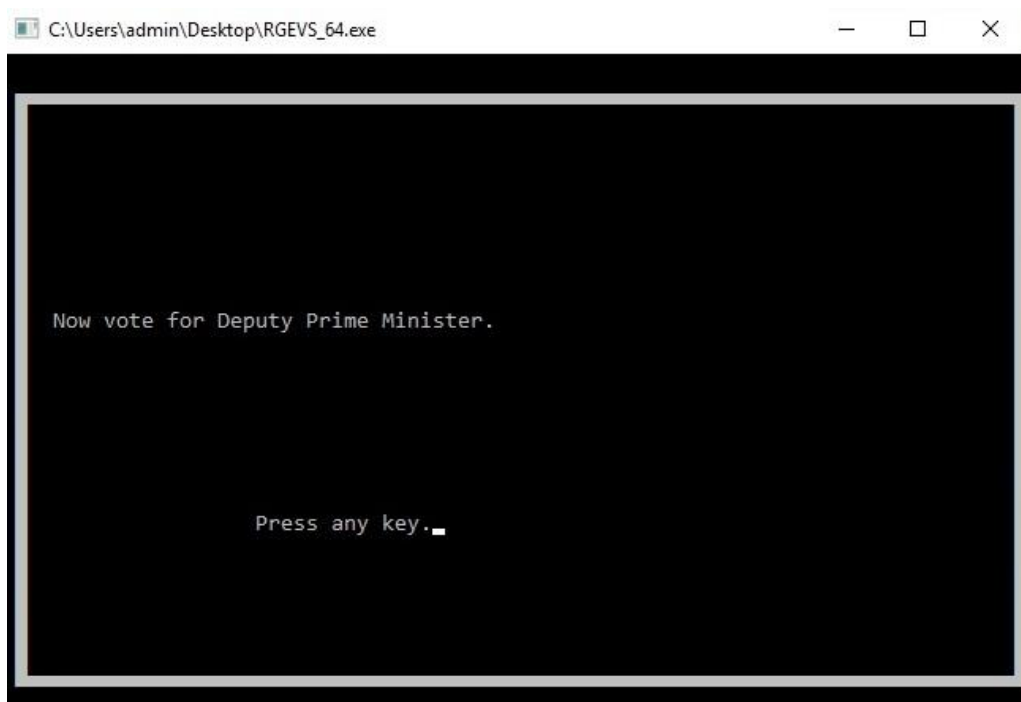 C:\Users\admin\Desktop\RGEVS_64.exe
Now vote for Deputy Prime Minister.
Press any key.